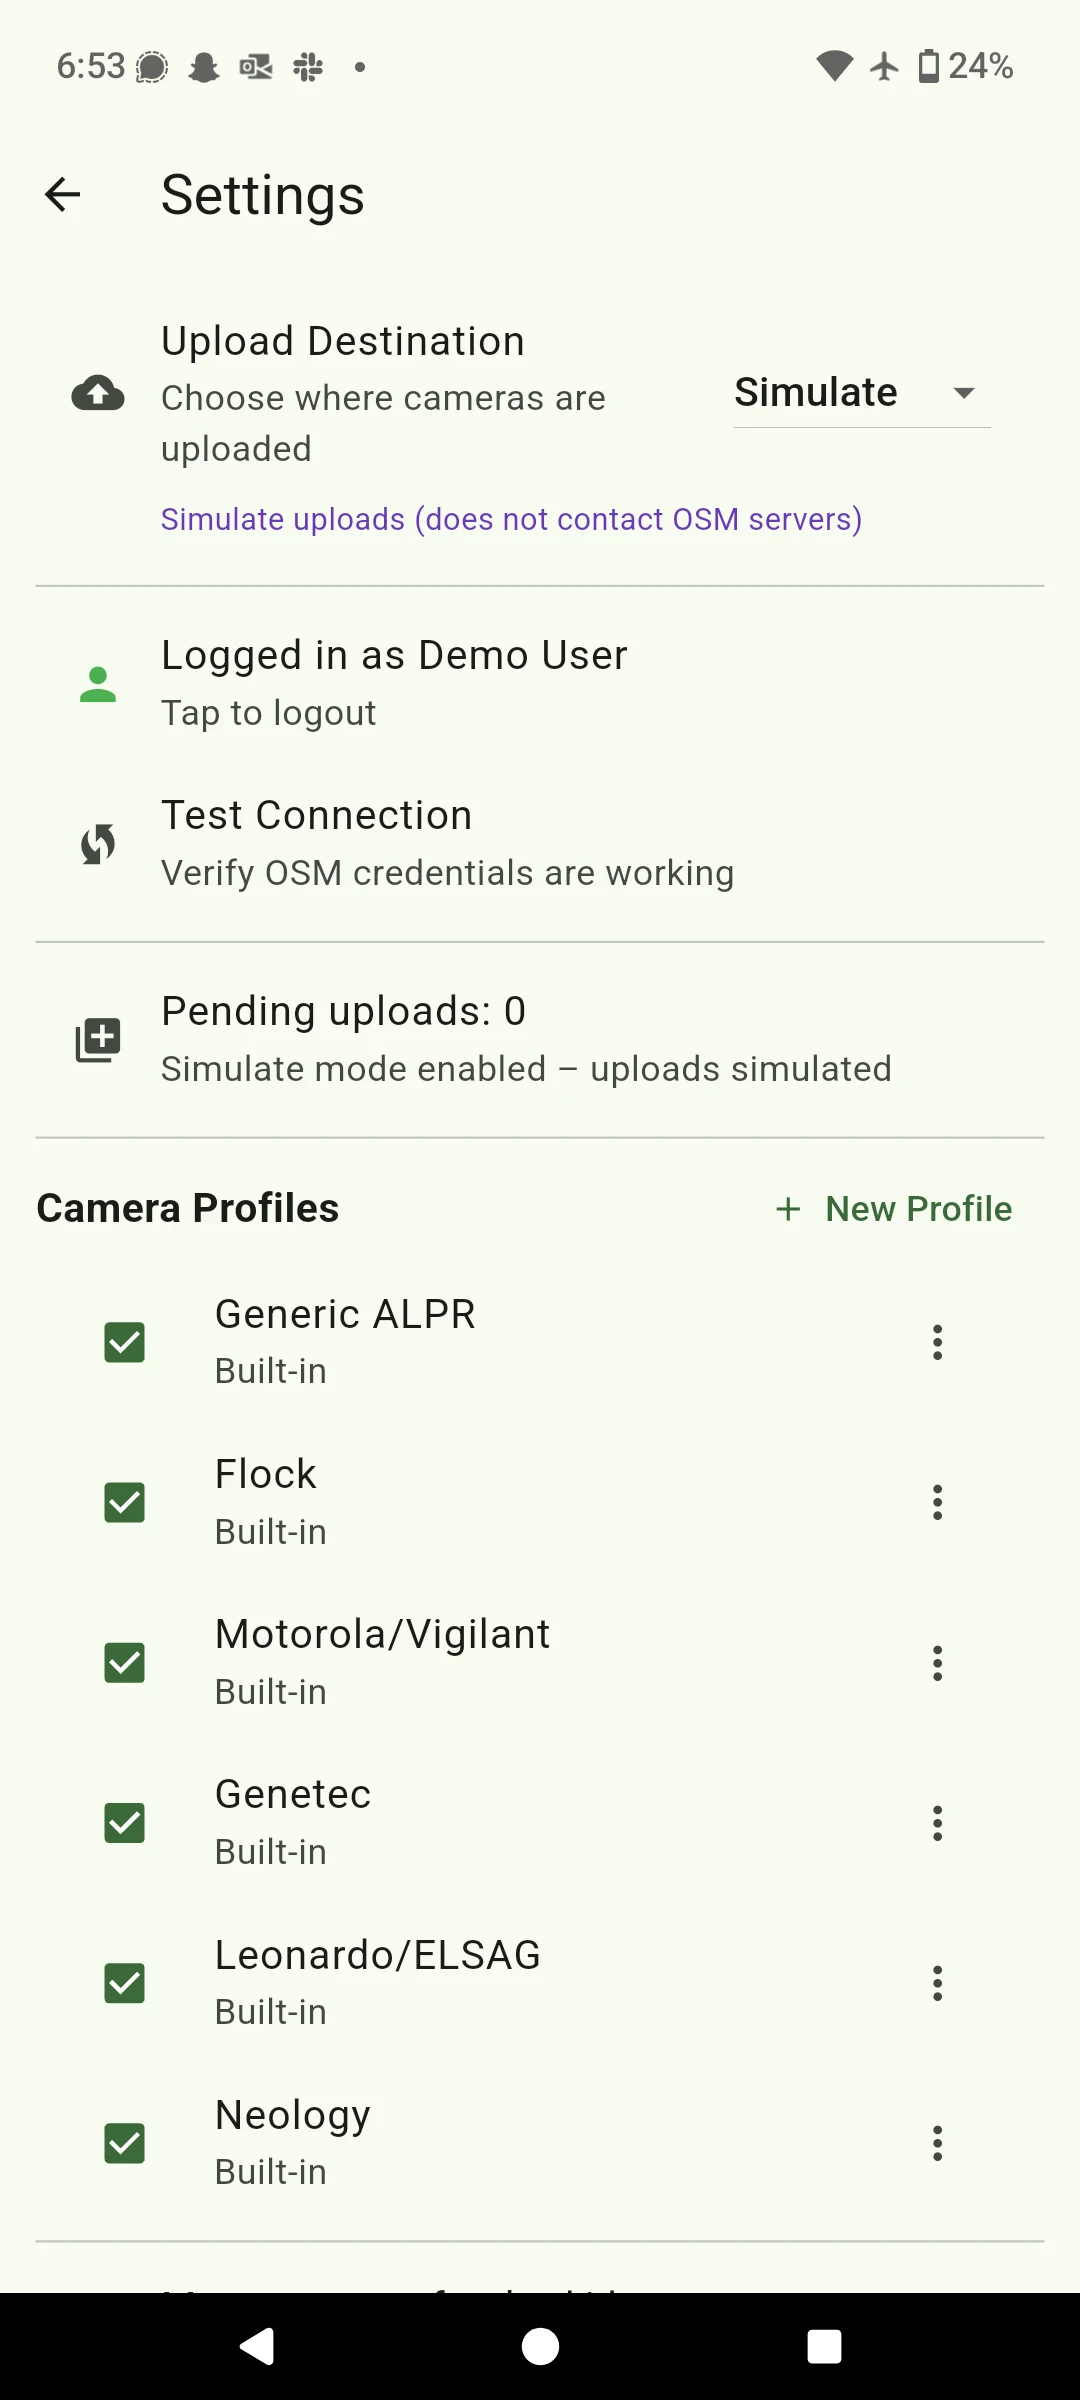 6:53
24%
Settings
Upload Destination
Choose where cameras are
uploaded
Simulate
Simulate uploads (does not contact OSM servers)
Logged in as Demo User
Tap to logout
Test Connection
Verify OSM credentials are working
Pending uploads: 0
Simulate mode enabled – uploads simulated
Camera Profiles
+ New Profile
Generic ALPR
Built-in
Flock
Built-in
Motorola/Vigilant
Built-in
Genetec
Built-in
Leonardo/ELSAG
Built-in
Neology
Built-in